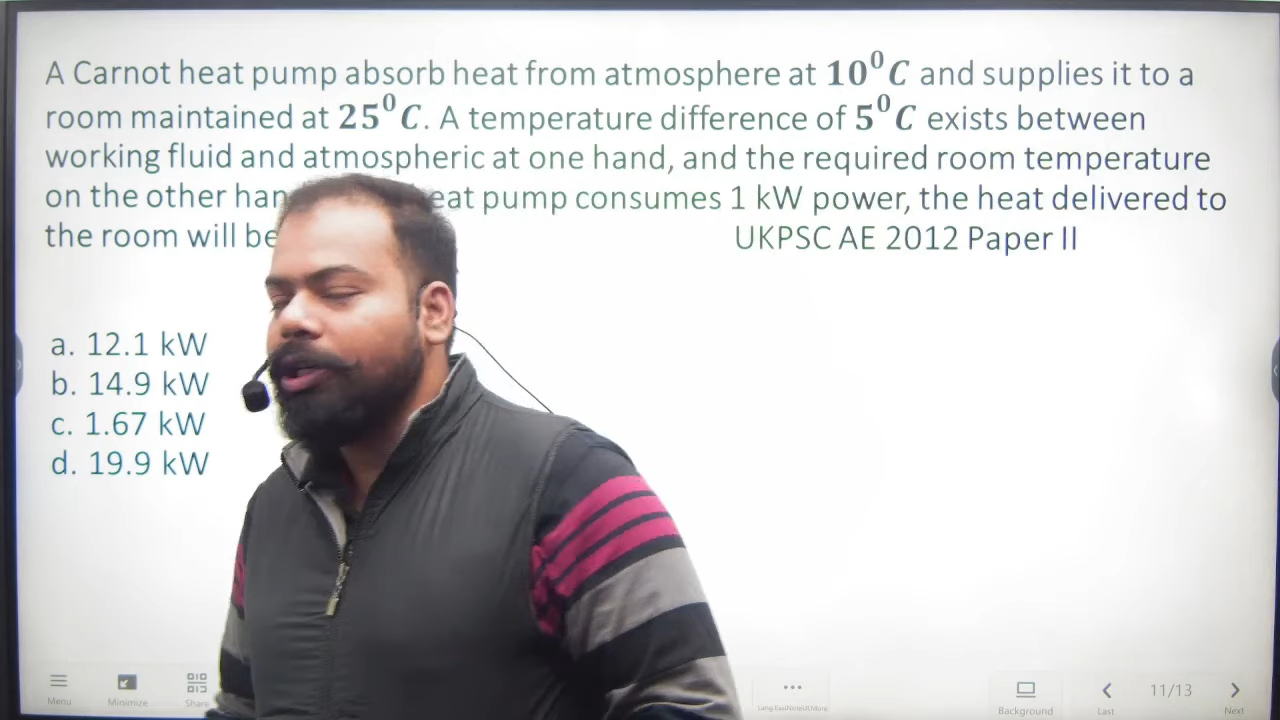 A Carnot heat pump absorb heat from atmosphere at 10⁰C and supplies it to a
room maintained at 25⁰C. A temperature difference of 5⁰C exists between
working fluid and atmospheric at one hand, and the required room temperature
on the other pump consumes 1 kW power, the heat delivered to
the room will UKPSC AE 2012 Paper II
a. 12.1 kW
b. 14.9 kW
c. 1.67 kW
d. 19.9 kW
Menu Minimize Share Background Last 11/13 Next